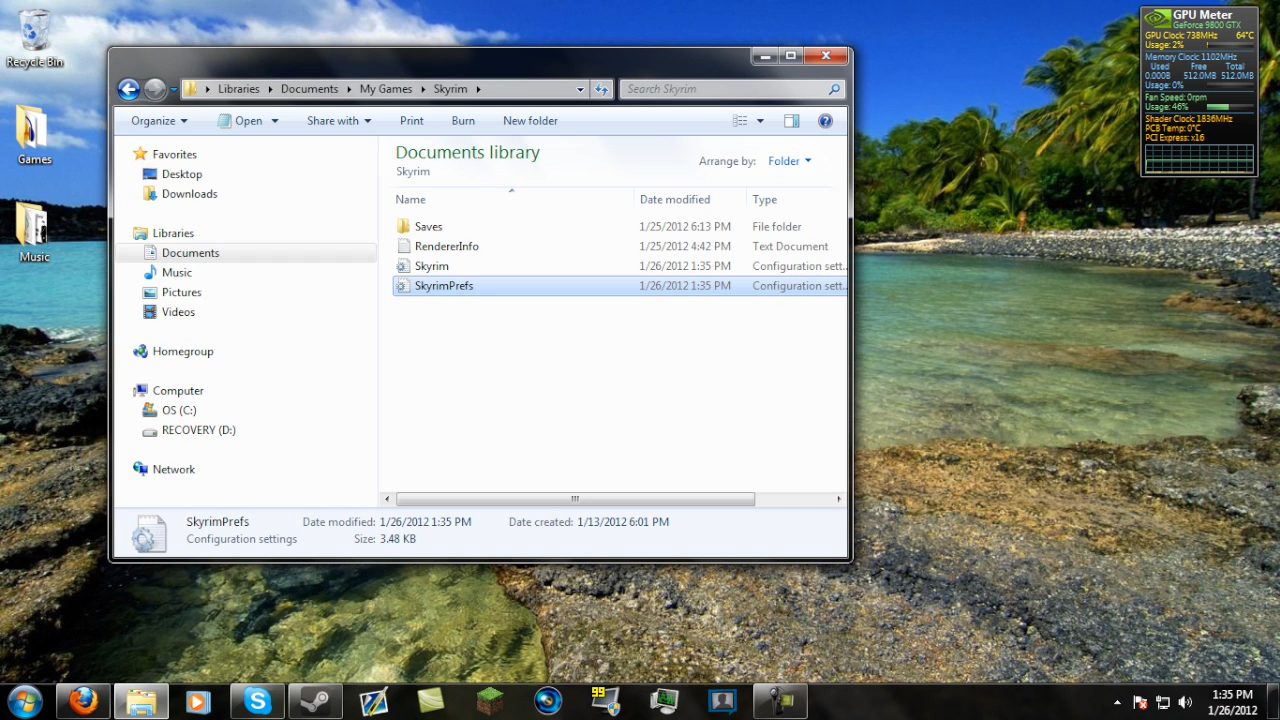 Recycle Bin
Games
Music
Libraries Documents My Games Skyrim
Search Skyrim
Organize Open Share with Print Burn New folder
Favorites
Desktop
Downloads
Libraries
Documents
Music
Pictures
Videos
Homegroup
Computer
OS (C:)
RECOVERY (D:)
Network
Documents library
Skyrim
Arrange by: Folder
Name Date modified Type
Saves 1/25/2012 6:13 PM File folder
RendererInfo 1/25/2012 4:42 PM Text Document
Skyrim 1/26/2012 1:35 PM Configuration sett...
SkyrimPrefs 1/26/2012 1:35 PM Configuration sett...
SkyrimPrefs Date modified: 1/26/2012 1:35 PM Date created: 1/13/2012 6:01 PM
Configuration settings Size: 3.48 KB
GPU Meter
GeForce 9800 GTX
GPU Clock: 738MHz 64°C
Usage: 2%
Memory Clock: 1102MHz
Used Free Total
0.000B 512.0MB 512.0MB
Usage: 0%
Fan Speed: 0rpm
Usage: 46%
Shader Clock: 1836MHz
PCB Temp: 0°C
PCI Express: x16
99
1:35 PM
1/26/2012